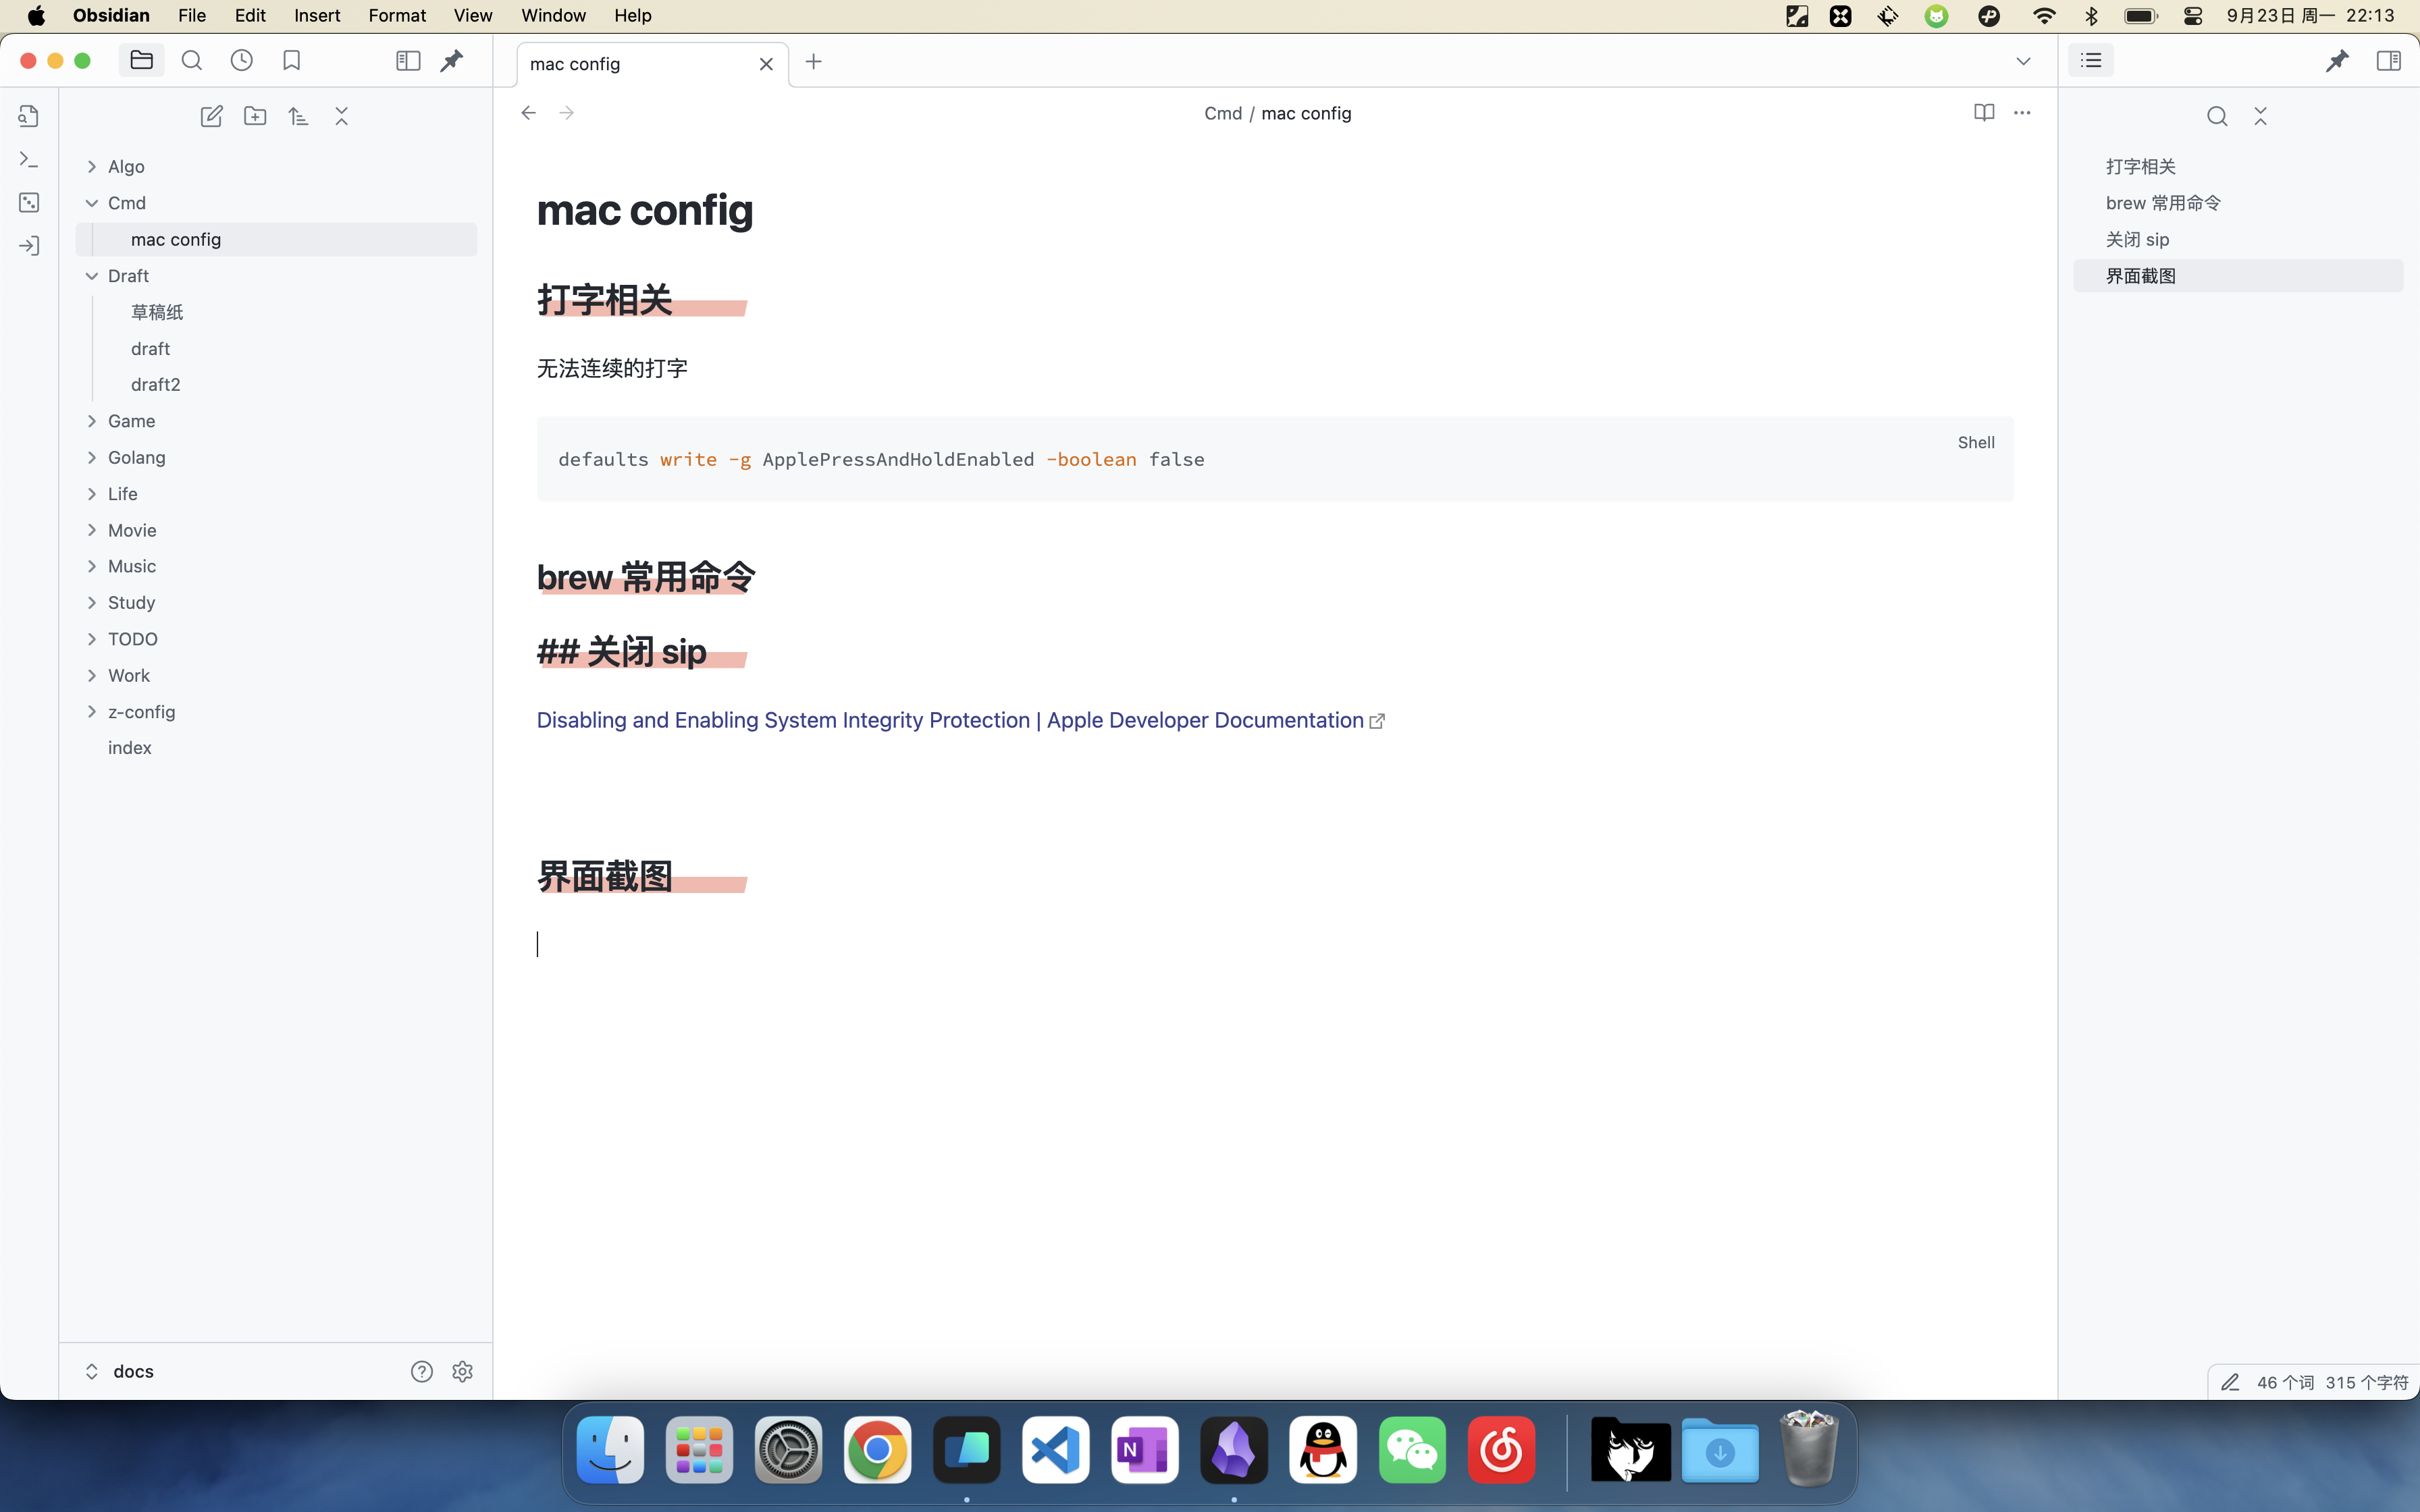 Obsidian File Edit Insert Format View Window Help
9月23日 周一 22:13
mac config
Cmd / mac config
Algo
Cmd
mac config
Draft
草稿纸
draft
draft2
Game
Golang
Life
Movie
Music
Study
TODO
Work
z-config
index
docs
mac config
打字相关
无法连续的打字
Shell
defaults write -g ApplePressAndHoldEnabled -boolean false
brew 常用命令
## 关闭 sip
Disabling and Enabling System Integrity Protection | Apple Developer Documentation
界面截图
打字相关
brew 常用命令
关闭 sip
界面截图
46 个词 315 个字符
N